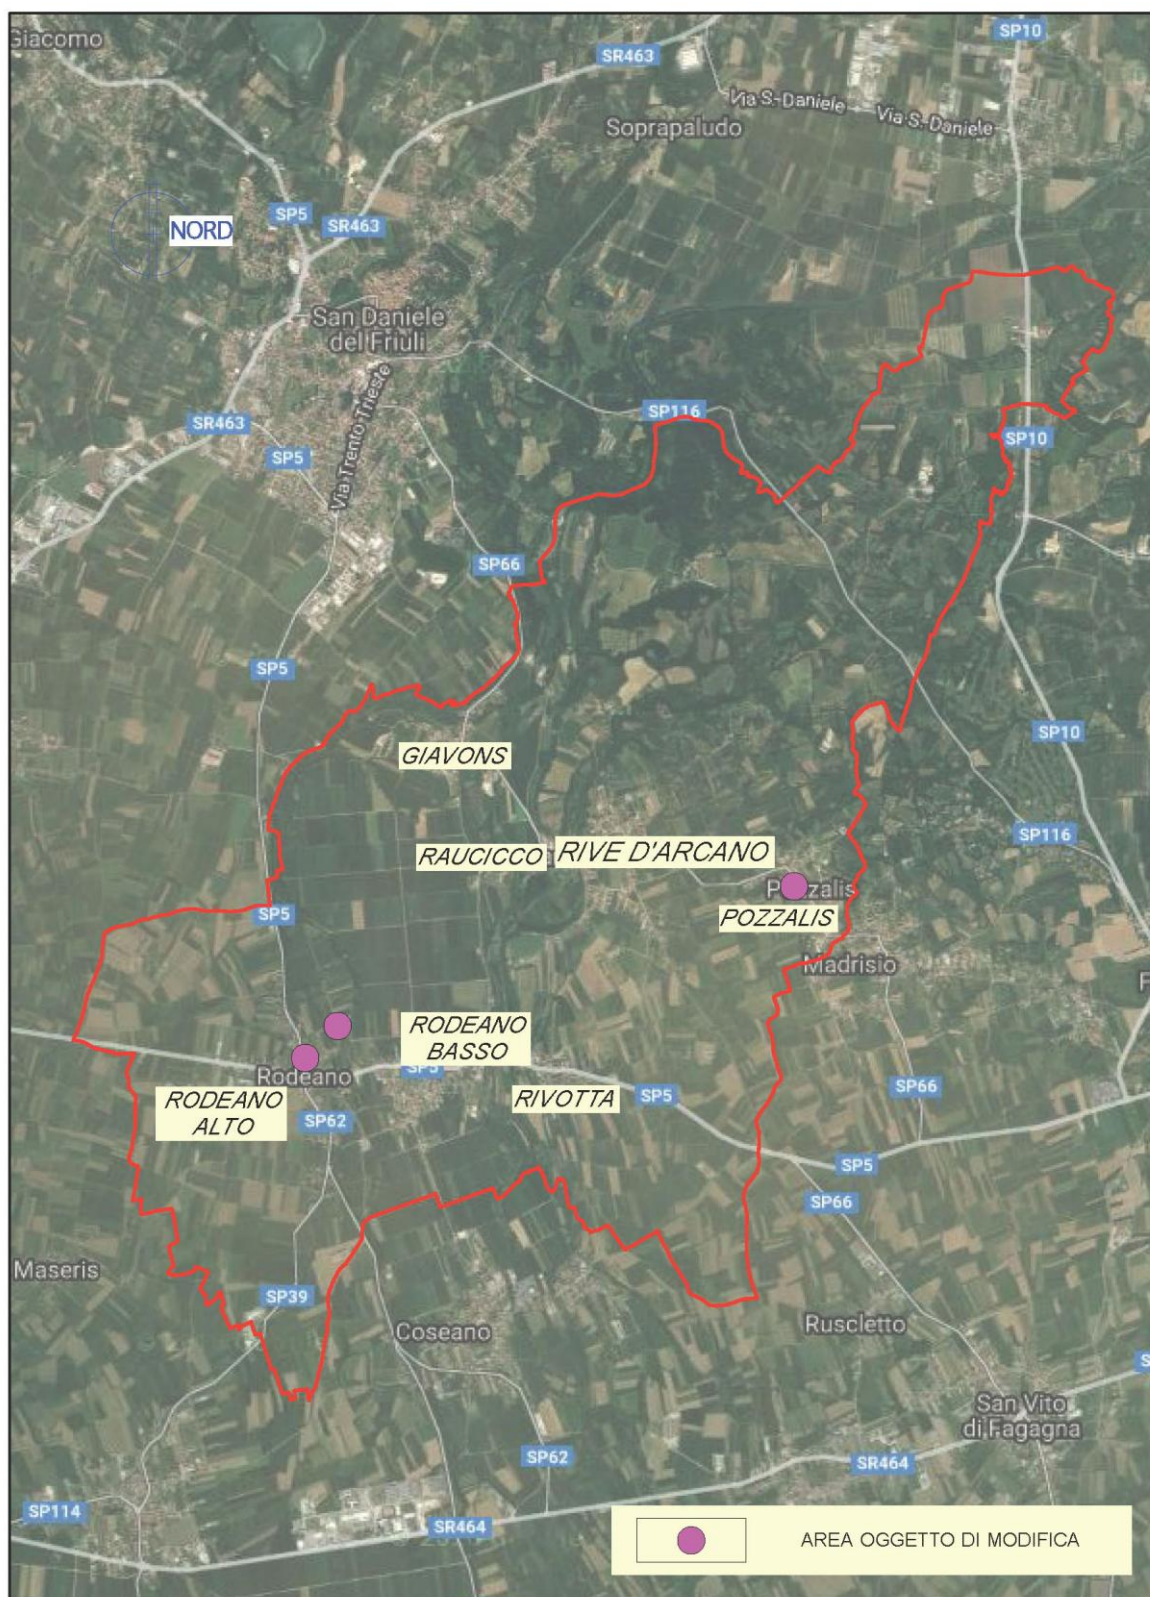 Giacomo
SP10
SR463
Via S.-Daniele
Via S.-Daniele
Soprapaludo
SP5
SR463
NORD
San Daniele
del Friuli
SP116
SR463
SP10
SP5
Via Trento-Trieste
SP66
SP5
SP10
GIAVONS
SP116
RAUCICCO
RIVE D'ARCANO
Pozzalis
POZZALIS
SP5
Madrisio
RODEANO
BASSO
SP5
Rodeano
RODEANO
ALTO
RIVOTTA
SP5
SP66
SP62
SP5
SP66
Maseris
SP39
Coseano
Ruscletto
San Vito
di Fagagna
SP62
SR464
SP114
SR464
AREA OGGETTO DI MODIFICA